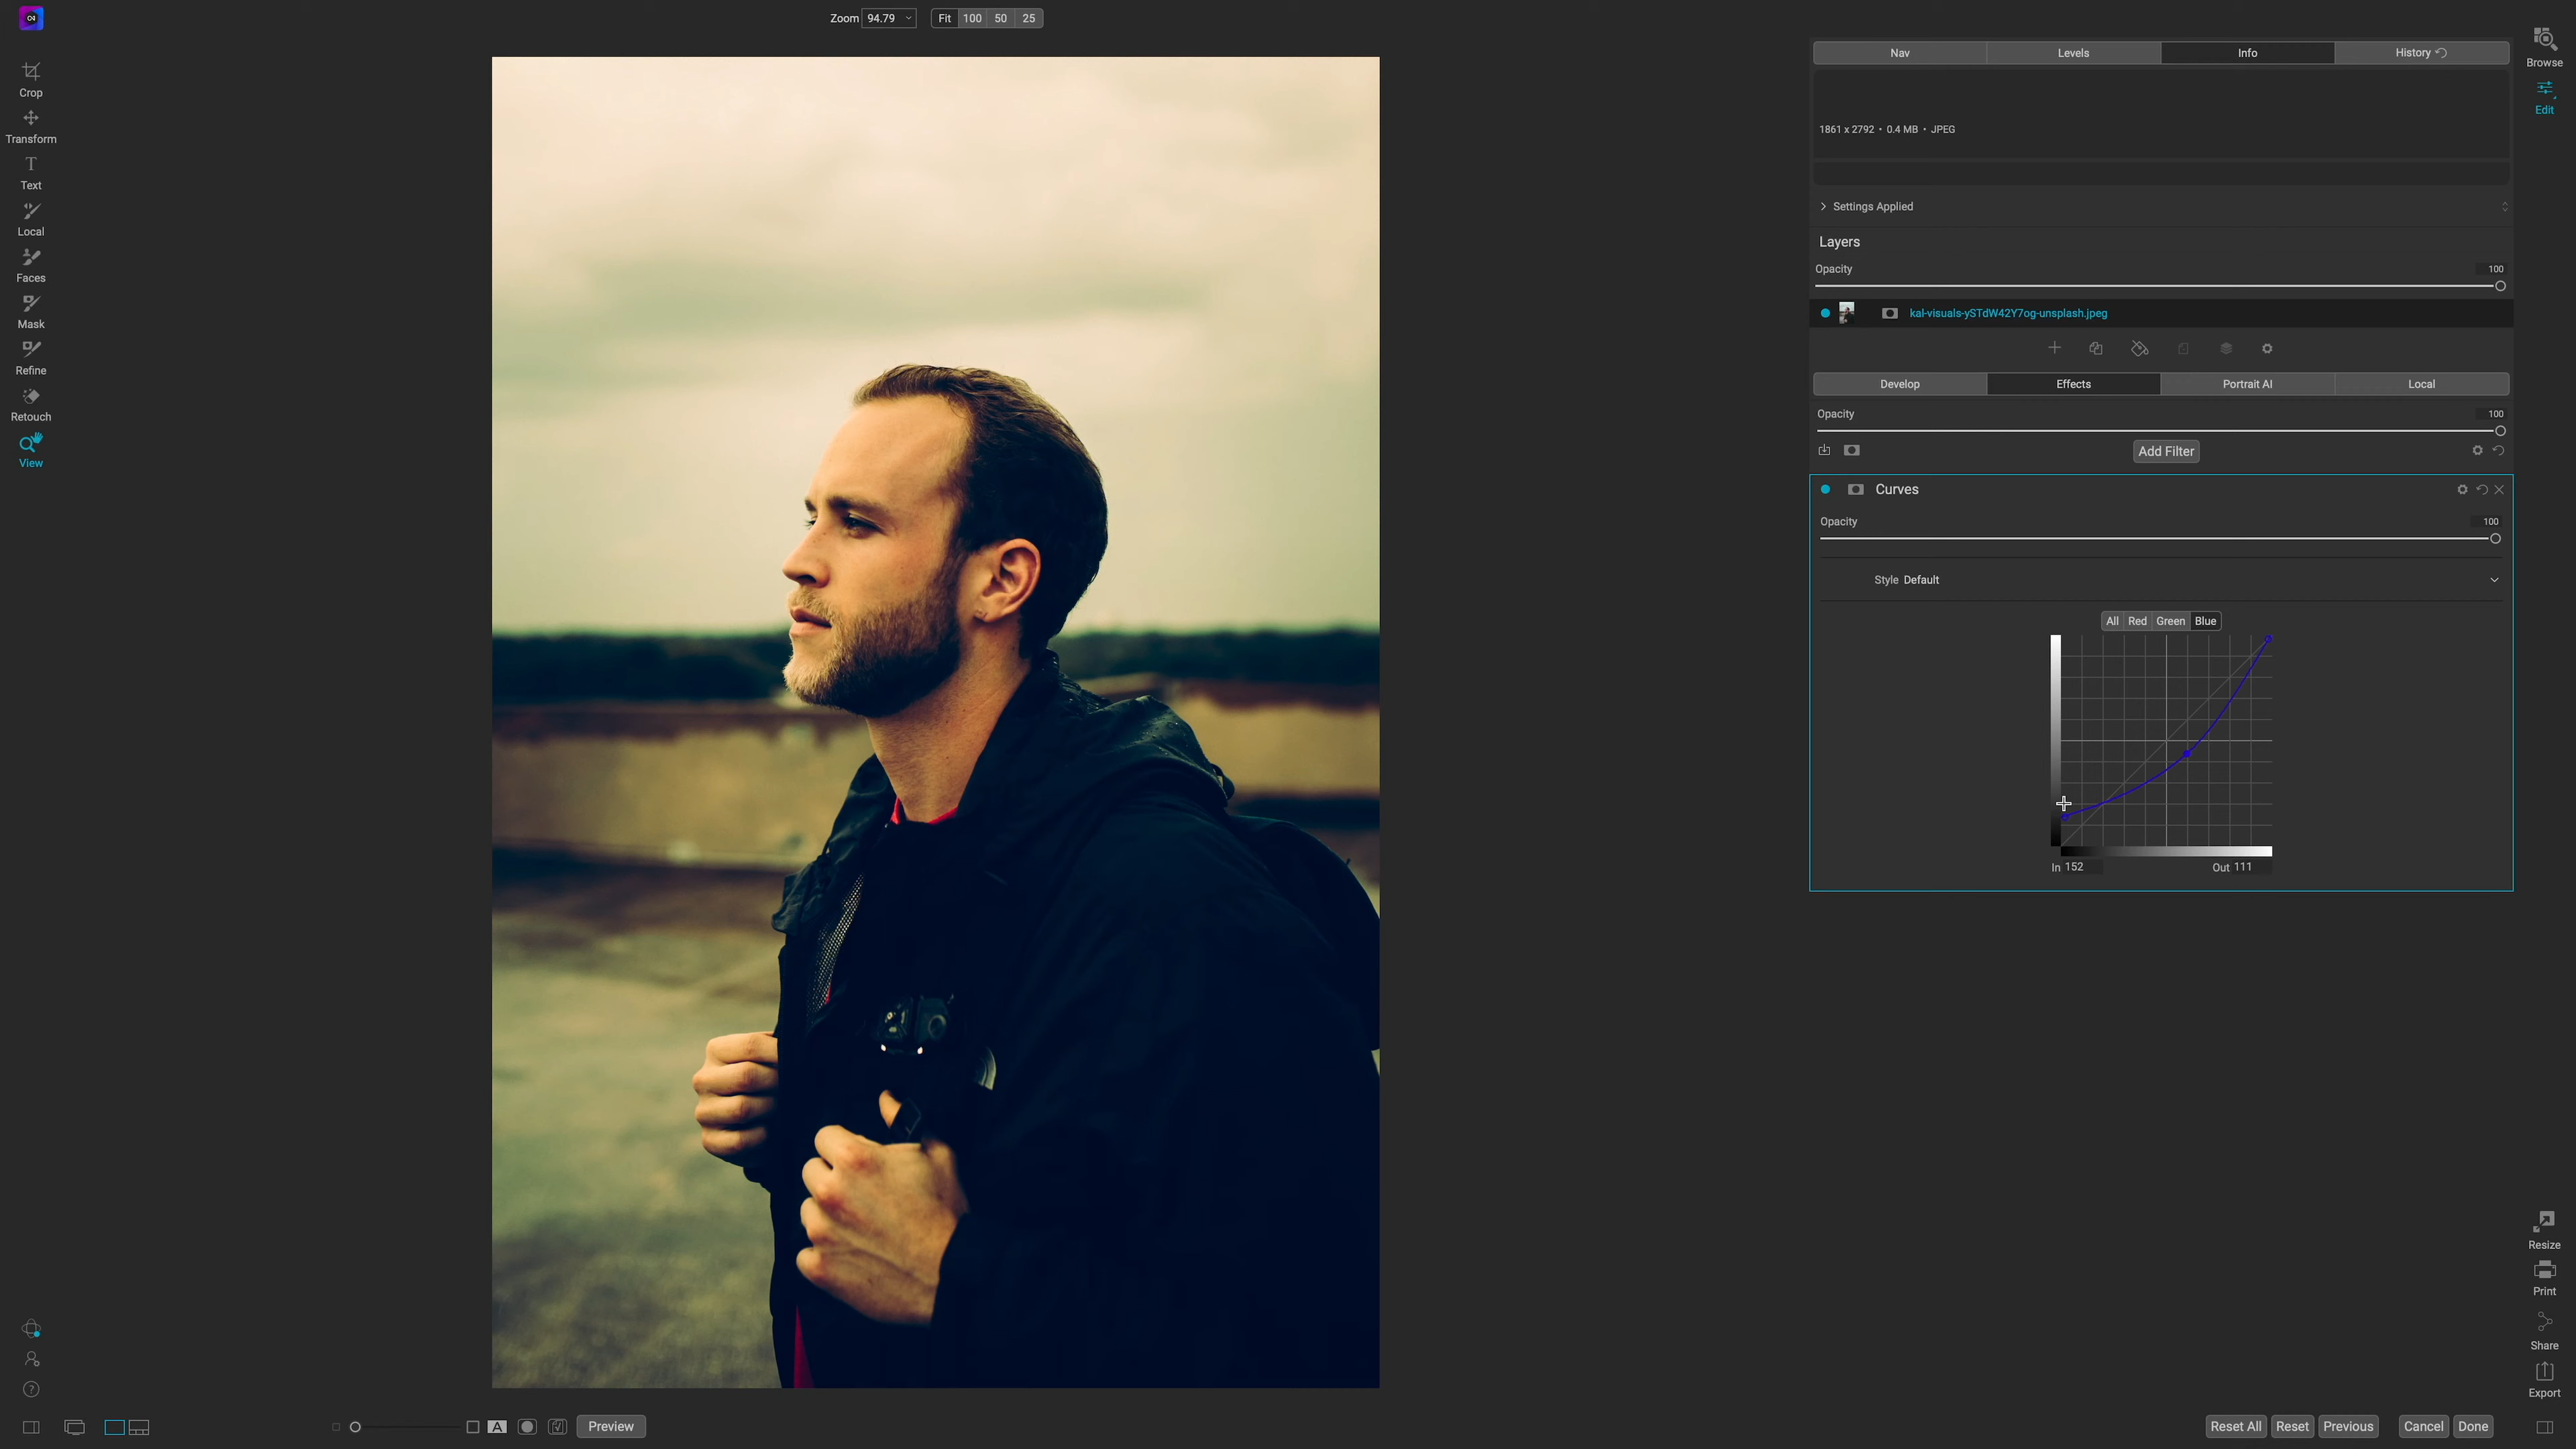 Zoom 94.79 Fit 100 50 25
Crop
Transform
T
Text
Local
Faces
Mask
Refine
Retouch
View
Nav Levels Info History
1861 x 2792 • 0.4 MB • JPEG
Settings Applied
Layers
Opacity 100
kal-visuals-ySTdW42Y7og-unsplash.jpeg
Develop Effects Portrait AI Local
Opacity 100
Add Filter
Curves
Opacity 100
Style Default
All Red Green Blue
In 152 Out 111
Browse
Edit
Resize
Print
Share
Export
A Preview
Reset All Reset Previous Cancel Done